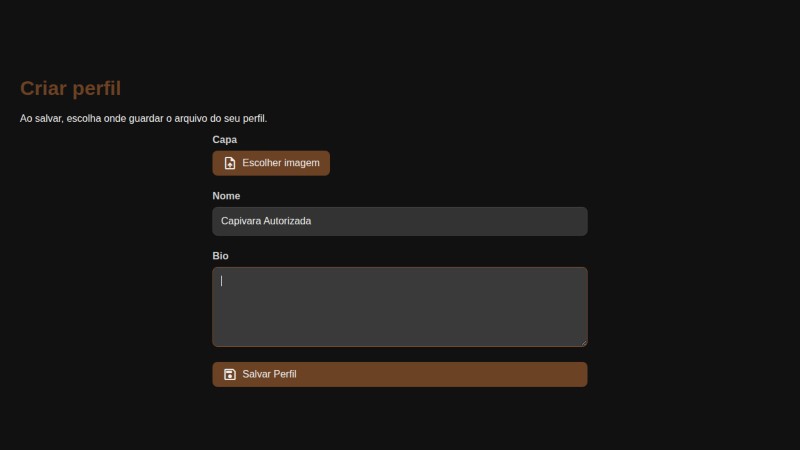 Criar perfil
Ao salvar, escolha onde guardar o arquivo do seu perfil.
Capa
Escolher imagem
Nome
Capivara Autorizada
Bio
Salvar Perfil